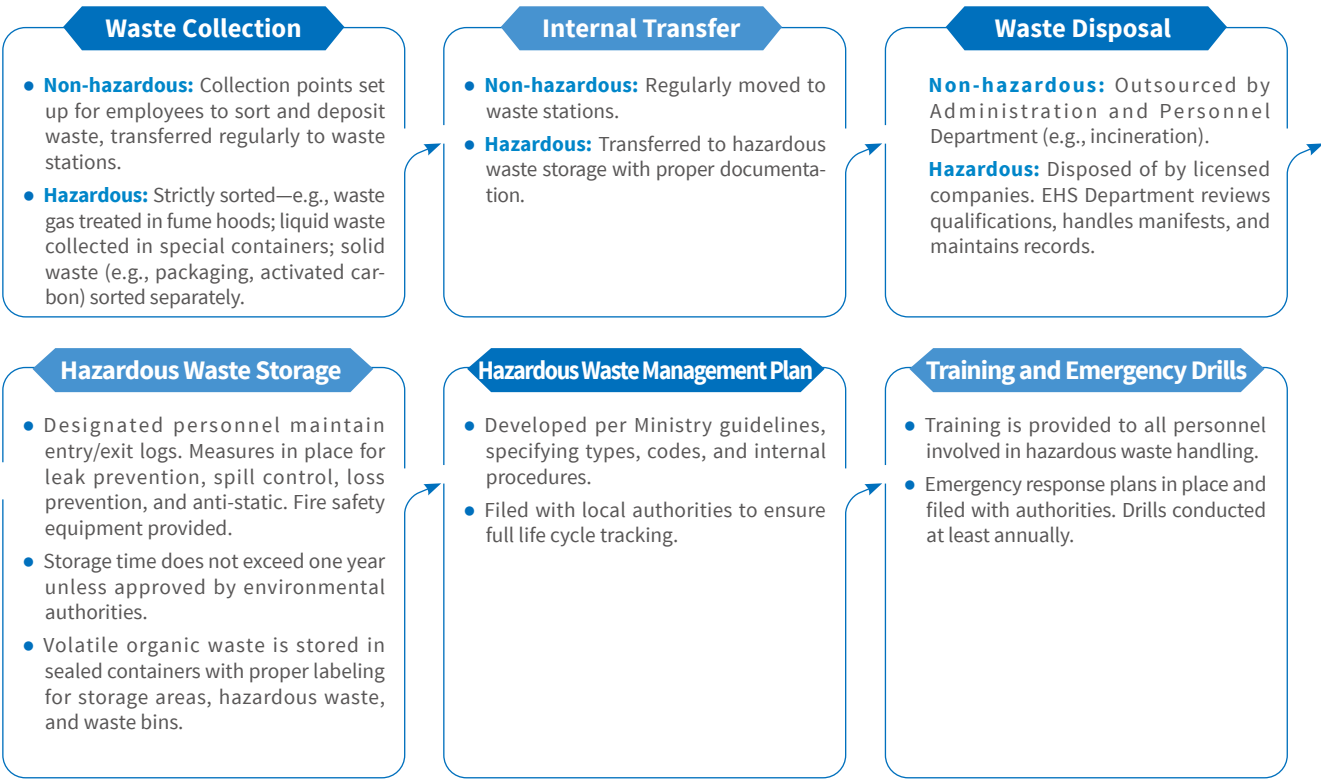 Waste Collection
● Non-hazardous: Collection points set
up for employees to sort and deposit
waste, transferred regularly to waste
stations.
● Hazardous: Strictly sorted—e.g., waste
gas treated in fume hoods; liquid waste
collected in special containers; solid
waste (e.g., packaging, activated car-
bon) sorted separately.
Internal Transfer
● Non-hazardous: Regularly moved to
waste stations.
● Hazardous: Transferred to hazardous
waste storage with proper documenta-
tion.
Waste Disposal
Non-hazardous: Outsourced by
Administration and Personnel
Department (e.g., incineration).
Hazardous: Disposed of by licensed
companies. EHS Department reviews
qualifications, handles manifests, and
maintains records.
Hazardous Waste Storage
● Designated personnel maintain
entry/exit logs. Measures in place for
leak prevention, spill control, loss
prevention, and anti-static. Fire safety
equipment provided.
● Storage time does not exceed one year
unless approved by environmental
authorities.
● Volatile organic waste is stored in
sealed containers with proper labeling
for storage areas, hazardous waste,
and waste bins.
Hazardous Waste Management Plan
● Developed per Ministry guidelines,
specifying types, codes, and internal
procedures.
● Filed with local authorities to ensure
full life cycle tracking.
Training and Emergency Drills
● Training is provided to all personnel
involved in hazardous waste handling.
● Emergency response plans in place and
filed with authorities. Drills conducted
at least annually.